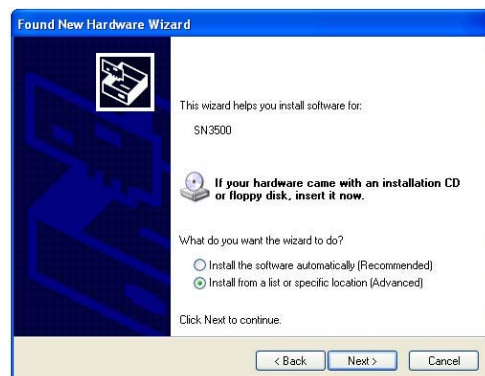 Found New Hardware Wizard
This wizard helps you install software for:
SN3500
If your hardware came with an installation CD
or floppy disk, insert it now.
What do you want the wizard to do?
Install the software automatically (Recommended)
Install from a list or specific location (Advanced)
Click Next to continue.
< Back Next > Cancel